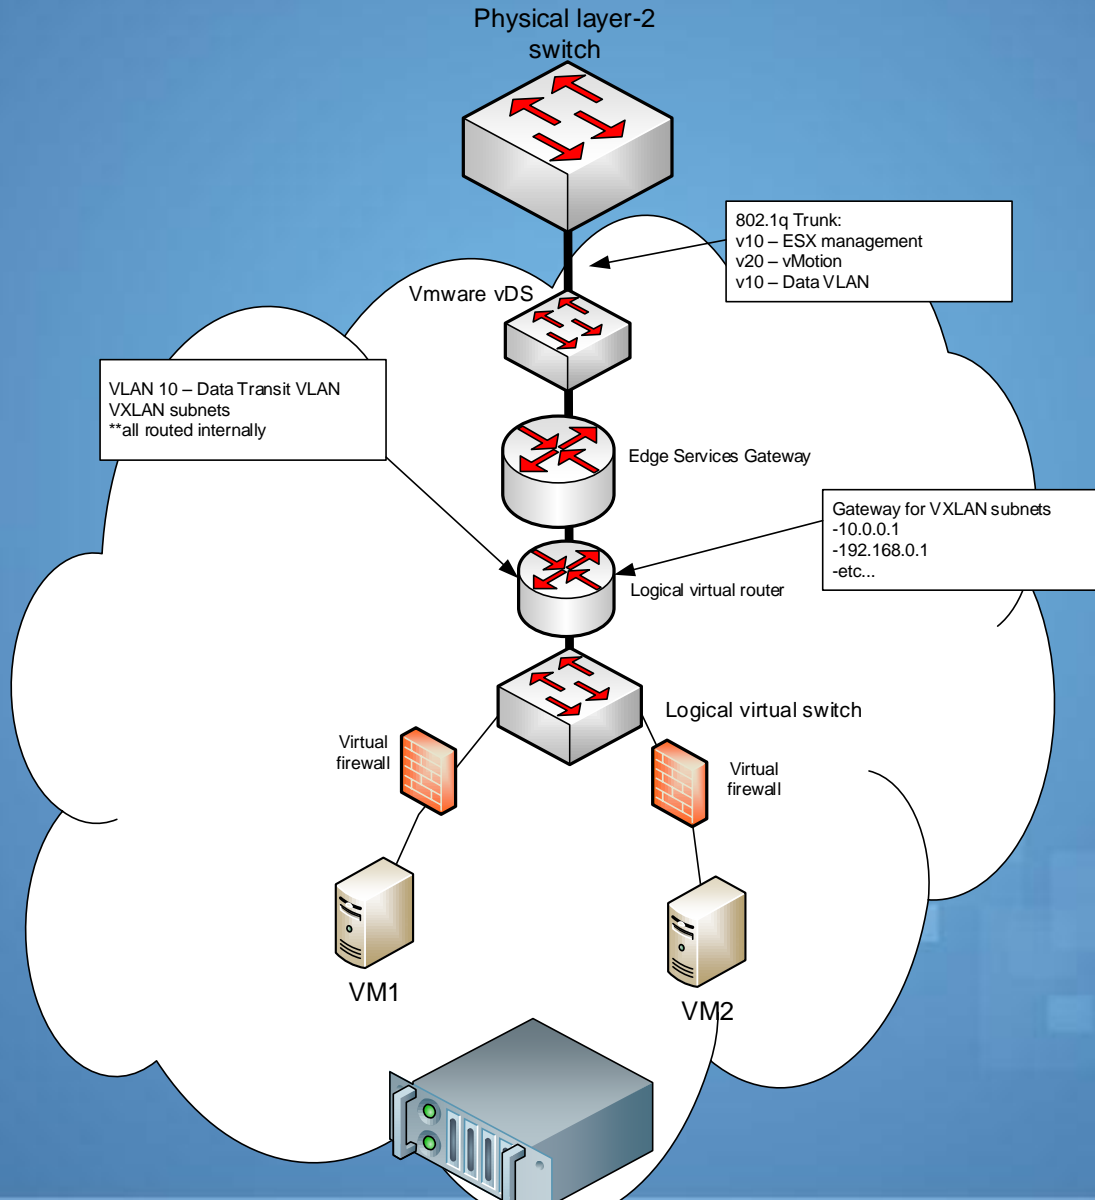 Physical layer-2
switch
802.1q Trunk:
v10 – ESX management
v20 – vMotion
v10 – Data VLAN
Vmware vDS
VLAN 10 – Data Transit VLAN
VXLAN subnets
**all routed internally
Edge Services Gateway
Gateway for VXLAN subnets
-10.0.0.1
-192.168.0.1
-etc...
Logical virtual router
Logical virtual switch
Virtual
firewall
Virtual
firewall
VM1
VM2